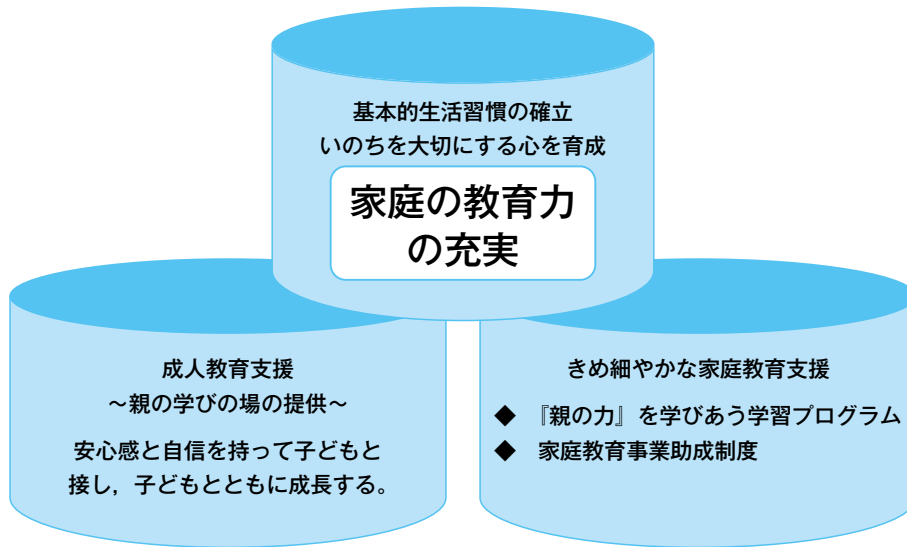 基本的生活習慣の確立
いのちを大切にする心を育成
家庭の教育力
の充実
成人教育支援
～親の学びの場の提供～
安心感と自信を持って子どもと
接し，子どもとともに成長する。
きめ細やかな家庭教育支援
◆ 『親の力』を学びあう学習プログラム
◆ 家庭教育事業助成制度